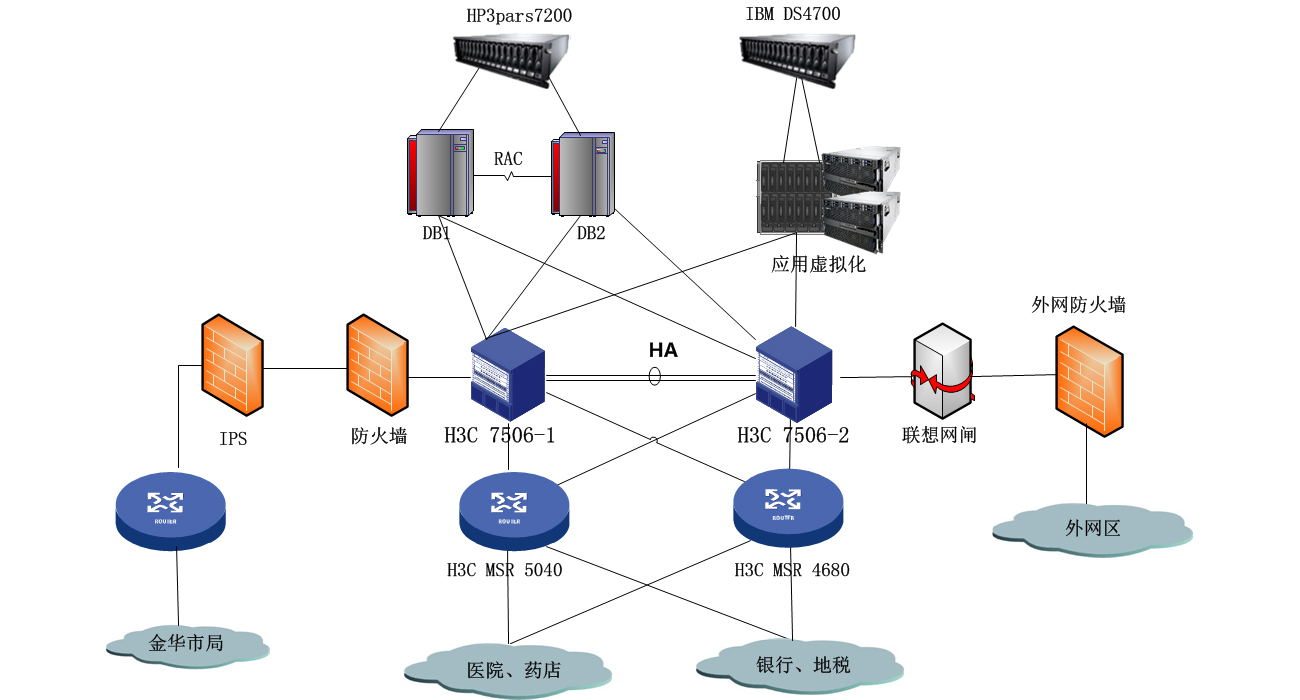 HP3pars7200
IBM DS4700
RAC
DB1
DB2
应用虚拟化
外网防火墙
HA
IPS
防火墙
H3C 7506-1
H3C 7506-2
联想网闸
ROUTER
ROUTER
ROUTER
外网区
H3C MSR 5040
H3C MSR 4680
金华市局
医院、药店
银行、地税